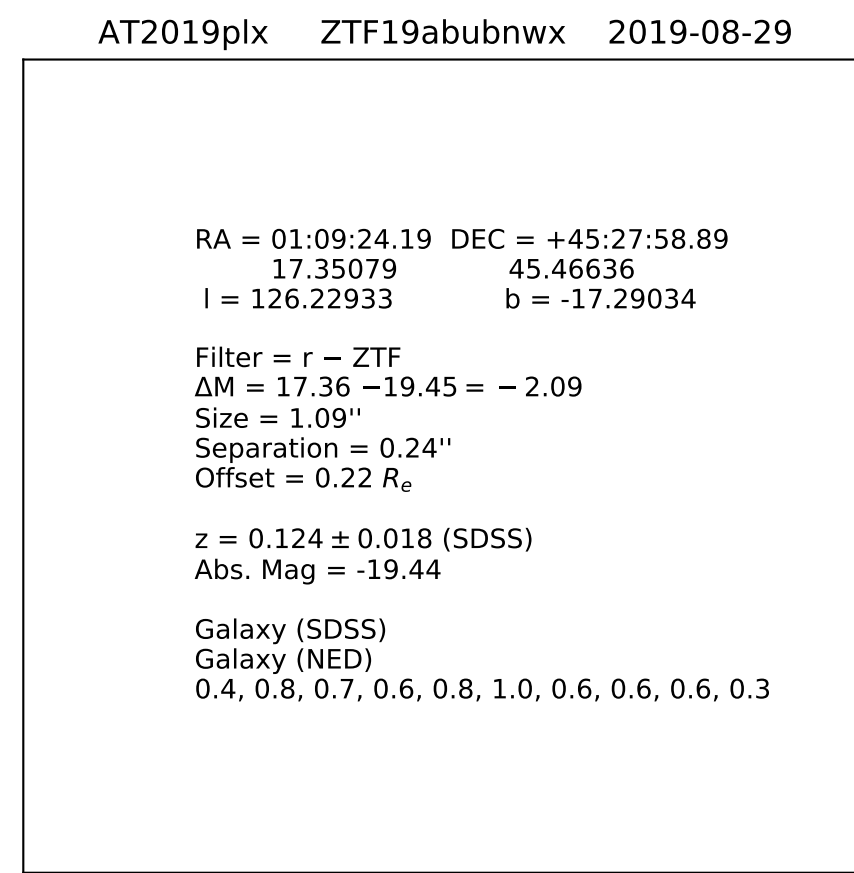 AT2019plx ZTF19abubnwx 2019-08-29
RA = 01:09:24.19 DEC = +45:27:58.89
17.35079 45.46636
l = 126.22933 b = -17.29034
Filter = r − ZTF
ΔM = 17.36 −19.45 = − 2.09
Size = 1.09''
Separation = 0.24''
Offset = 0.22 Re
z = 0.124 ± 0.018 (SDSS)
Abs. Mag = -19.44
Galaxy (SDSS)
Galaxy (NED)
0.4, 0.8, 0.7, 0.6, 0.8, 1.0, 0.6, 0.6, 0.6, 0.3